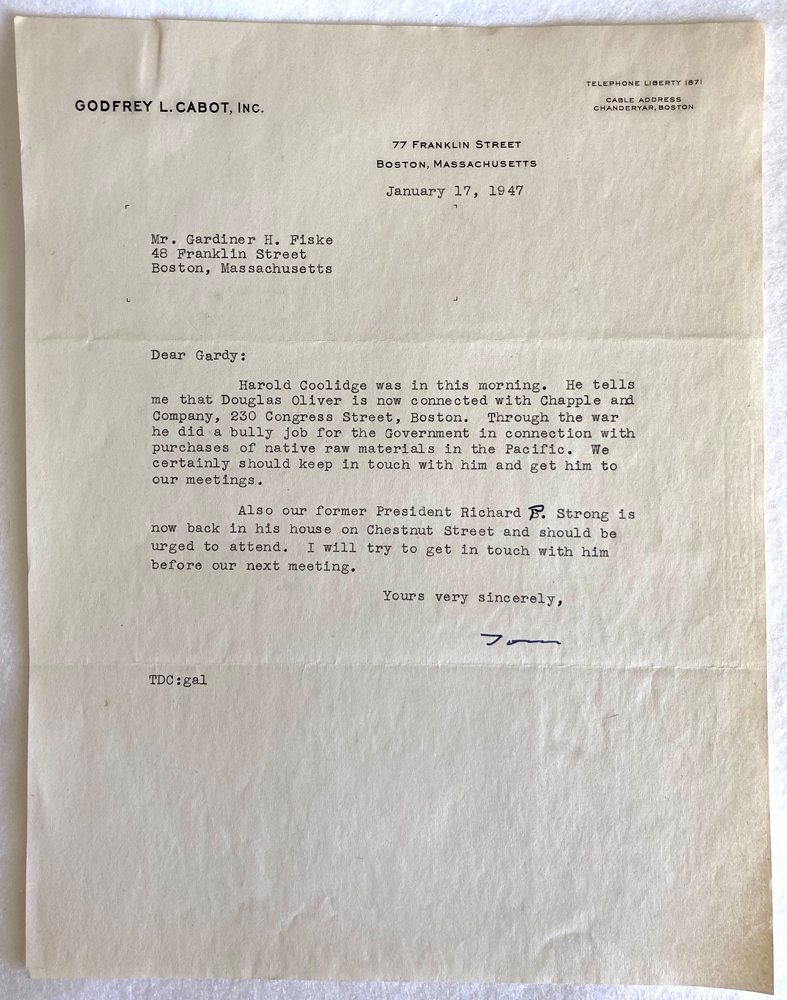 GODFREY L. CABOT, INC.
TELEPHONE LIBERTY 1871
CABLE ADDRESS
CHANDERYAR, BOSTON
77 FRANKLIN STREET
BOSTON, MASSACHUSETTS
January 17, 1947
Mr. Gardiner H. Fiske
48 Franklin Street
Boston, Massachusetts
Dear Gardy:
Harold Coolidge was in this morning. He tells
me that Douglas Oliver is now connected with Chapple and
Company, 230 Congress Street, Boston. Through the war
he did a bully job for the Government in connection with
purchases of native raw materials in the Pacific. We
certainly should keep in touch with him and get him to
our meetings.
Also our former President Richard P. Strong is
now back in his house on Chestnut Street and should be
urged to attend. I will try to get in touch with him
before our next meeting.
Yours very sincerely,
Tom
TDC:gal